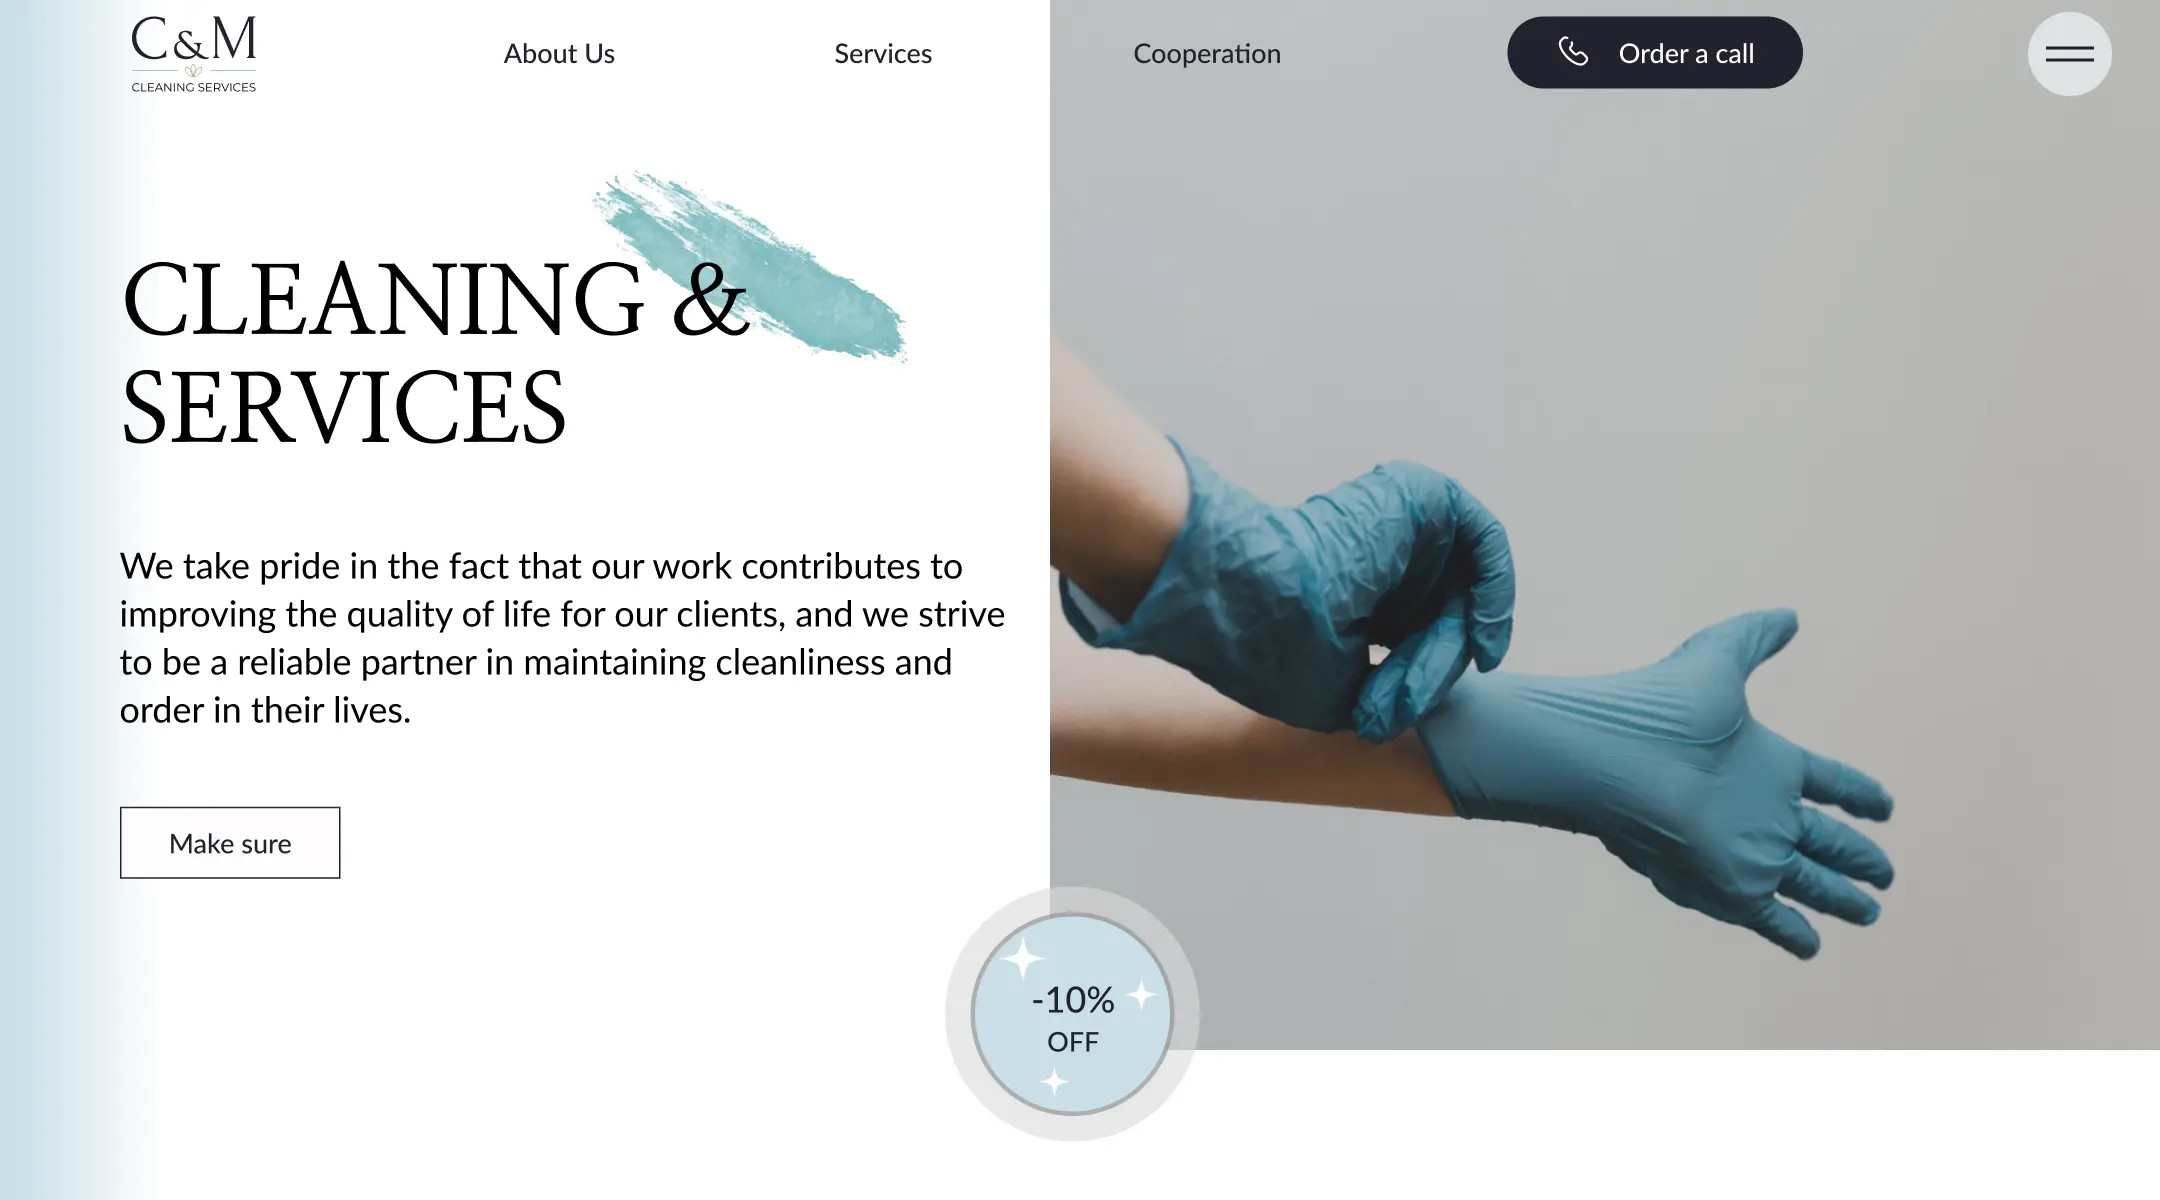 C&M
CLEANING SERVICES
About Us
Services
Cooperation
Order a call
CLEANING &
SERVICES
We take pride in the fact that our work contributes to
improving the quality of life for our clients, and we strive
to be a reliable partner in maintaining cleanliness and
order in their lives.
Make sure
-10%
OFF